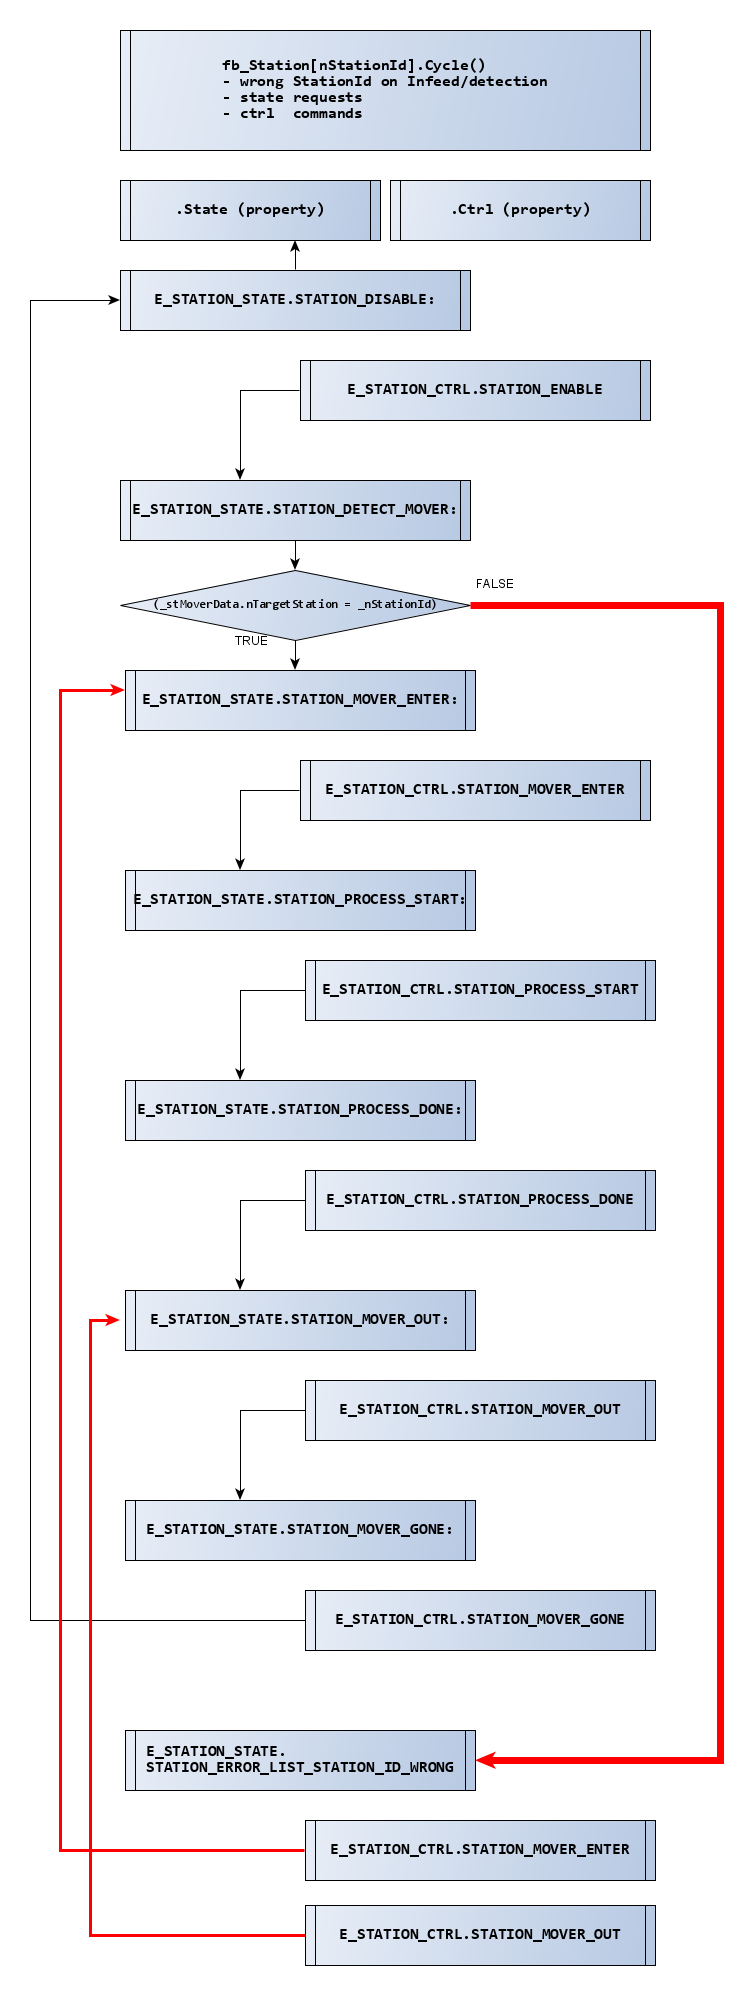 fb_Station[nStationId].Cycle()
- wrong StationId on Infeed/detection
- state requests
- ctrl  commands
.State (property)
.Ctrl (property)
E_STATION_STATE.STATION_DISABLE:
E_STATION_CTRL.STATION_ENABLE
E_STATION_STATE.STATION_DETECT_MOVER:
FALSE
(_stMoverData.nTargetStation = _nStationId)
TRUE
E_STATION_STATE.STATION_MOVER_ENTER:
E_STATION_CTRL.STATION_MOVER_ENTER
E_STATION_STATE.STATION_PROCESS_START:
E_STATION_CTRL.STATION_PROCESS_START
E_STATION_STATE.STATION_PROCESS_DONE:
E_STATION_CTRL.STATION_PROCESS_DONE
E_STATION_STATE.STATION_MOVER_OUT:
E_STATION_CTRL.STATION_MOVER_OUT
E_STATION_STATE.STATION_MOVER_GONE:
E_STATION_CTRL.STATION_MOVER_GONE
E_STATION_STATE.
STATION_ERROR_LIST_STATION_ID_WRONG
E_STATION_CTRL.STATION_MOVER_ENTER
E_STATION_CTRL.STATION_MOVER_OUT